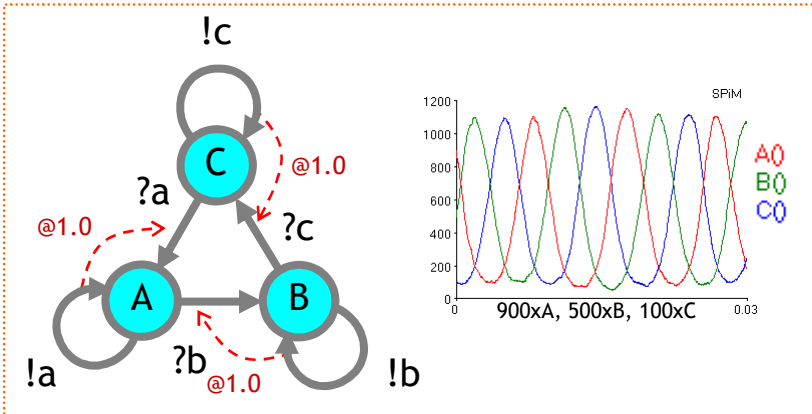 !c
C
@1.0
?a
?c
@1.0
A
B
?b
@1.0
!a
!b
SPiM
1200
1000
800
600
400
200
0
0
0.03
A()
B()
C()
900xA, 500xB, 100xC